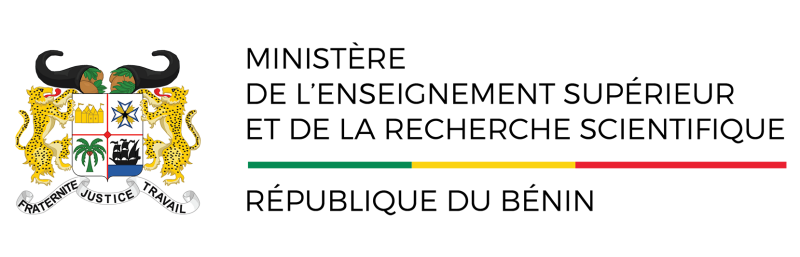 MINISTÈRE
DE L’ENSEIGNEMENT SUPÉRIEUR
ET DE LA RECHERCHE SCIENTIFIQUE
RÉPUBLIQUE DU BÉNIN
FRATERNITE JUSTICE TRAVAIL